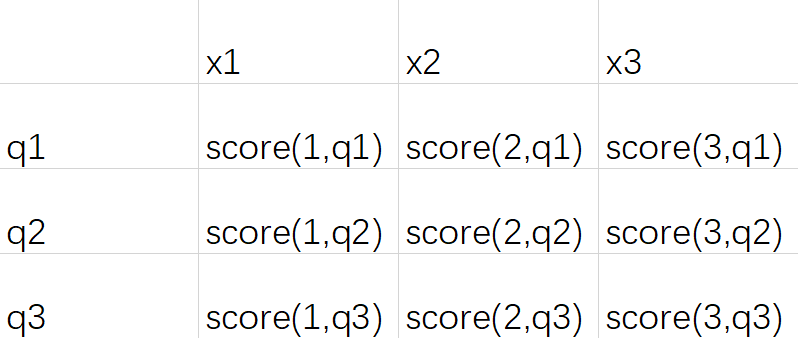 x1 x2 x3
q1 score(1,q1) score(2,q1) score(3,q1)
q2 score(1,q2) score(2,q2) score(3,q2)
q3 score(1,q3) score(2,q3) score(3,q3)